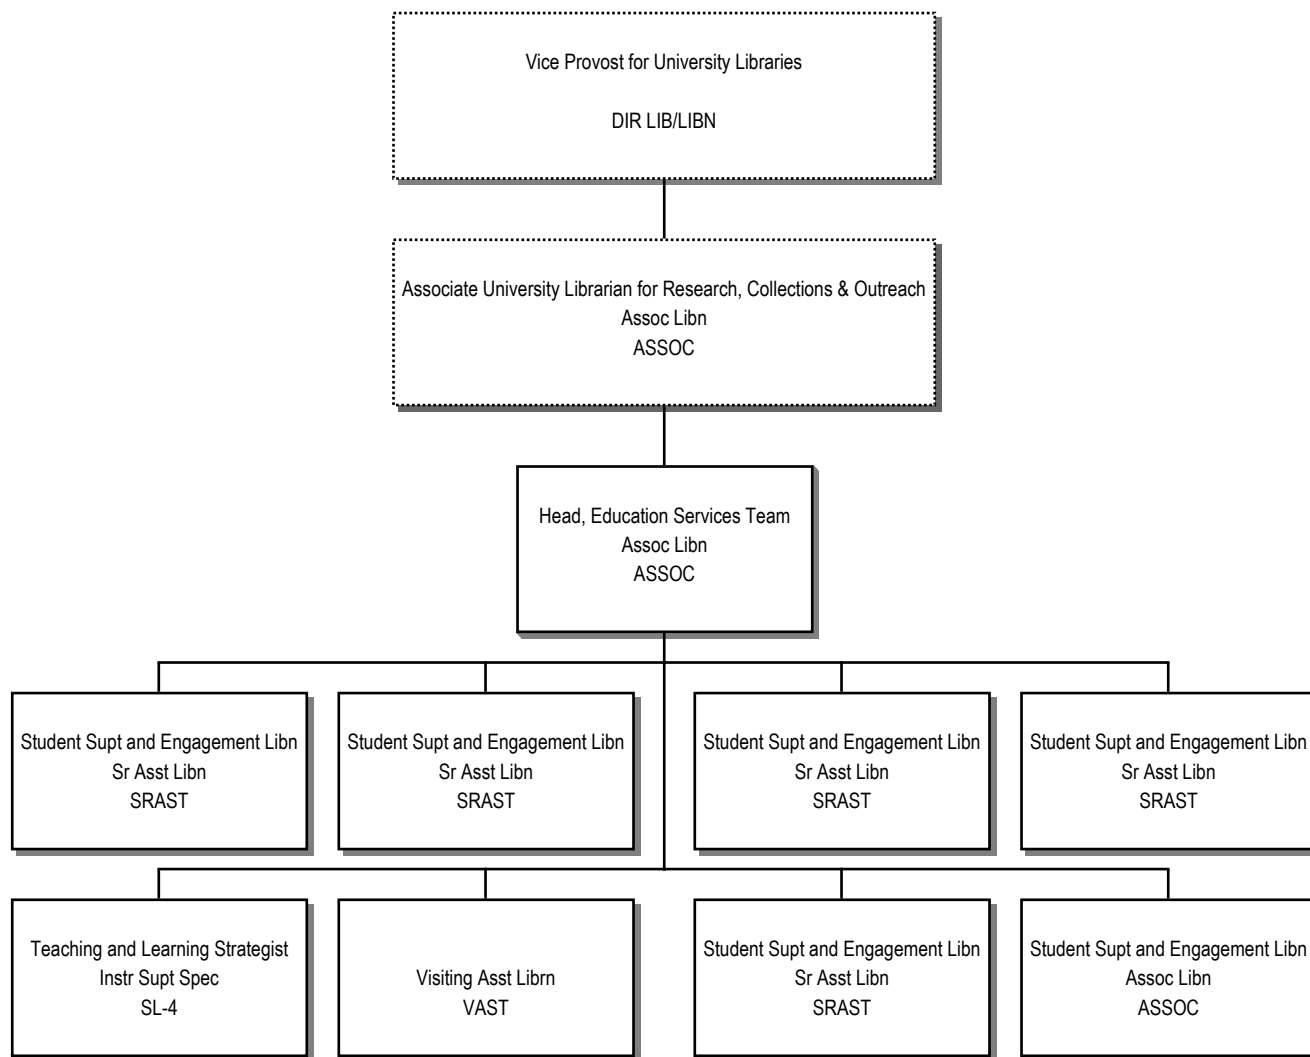 Vice Provost for University Libraries
DIR LIB/LIBN
Associate University Librarian for Research, Collections & Outreach
Assoc Libn
ASSOC
Head, Education Services Team
Assoc Libn
ASSOC
Student Supt and Engagement Libn
Sr Asst Libn
SRAST
Student Supt and Engagement Libn
Sr Asst Libn
SRAST
Student Supt and Engagement Libn
Sr Asst Libn
SRAST
Student Supt and Engagement Libn
Sr Asst Libn
SRAST
Teaching and Learning Strategist
Instr Supt Spec
SL-4
Visiting Asst Librn
VAST
Student Supt and Engagement Libn
Sr Asst Libn
SRAST
Student Supt and Engagement Libn
Assoc Libn
ASSOC